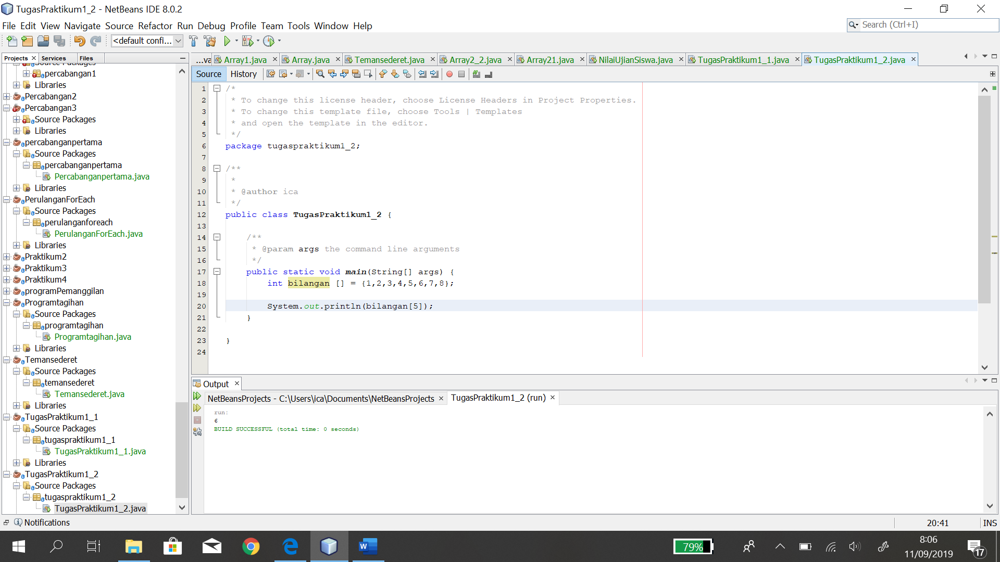 TugasPraktikum1_2 - NetBeans IDE 8.0.2
File Edit View Navigate Source Refactor Run Debug Profile Team Tools Window Help
Search (Ctrl+I)
<default confi...
Projects Services Files
...va Array1.java Array.java Temansederet.java Array2_2.java Array21.java NilaiUjianSiswa.java TugasPraktikum1_1.java TugasPraktikum1_2.java
Source History
Source Packages
percabangan1
Libraries
Percabangan2
Percabangan3
Source Packages
Libraries
percabanganpertama
Source Packages
percabanganpertama
Percabanganpertama.java
Libraries
PerulanganForEach
Source Packages
perulanganforeach
PerulanganForEach.java
Libraries
Praktikum2
Praktikum3
Praktikum4
programPemanggilan
Programtagihan
Source Packages
programtagihan
Programtagihan.java
Libraries
Temansederet
Source Packages
temansederet
Temansederet.java
Libraries
TugasPraktikum1_1
Source Packages
tugaspraktikum1_1
TugasPraktikum1_1.java
Libraries
TugasPraktikum1_2
Source Packages
tugaspraktikum1_2
TugasPraktikum1_2.java
1 /*
2 * To change this license header, choose License Headers in Project Properties.
3 * To change this template file, choose Tools | Templates
4 * and open the template in the editor.
5 */
6 package tugaspraktikum1_2;
7
8 /**
9 *
10 * @author ica
11 */
12 public class TugasPraktikum1_2 {
13
14 /**
15 * @param args the command line arguments
16 */
17 public static void main(String[] args) {
18 int bilangan [] = {1,2,3,4,5,6,7,8};
19
20 System.out.println(bilangan[5]);
21 }
22
23 }
24
Output
NetBeansProjects - C:\Users\ica\Documents\NetBeansProjects TugasPraktikum1_2 (run)
run:
6
BUILD SUCCESSFUL (total time: 0 seconds)
Notifications
20:41 INS
79%
8:06
11/09/2019
17